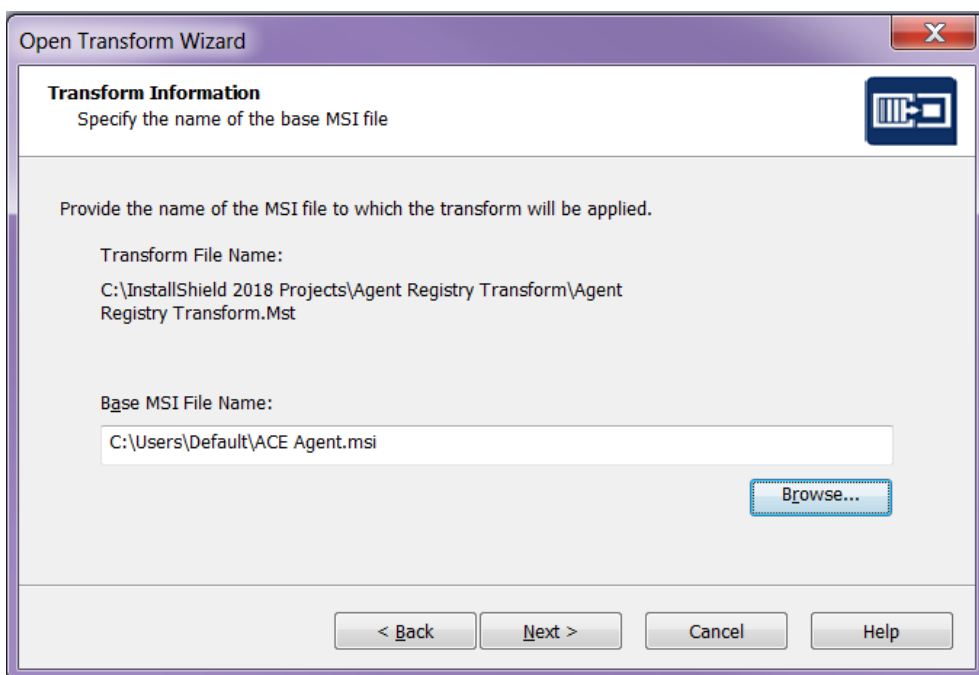 Open Transform Wizard
X
Transform Information
Specify the name of the base MSI file
Provide the name of the MSI file to which the transform will be applied.
Transform File Name:
C:\InstallShield 2018 Projects\Agent Registry Transform\Agent
Registry Transform.Mst
Base MSI File Name:
C:\Users\Default\ACE Agent.msi
Browse...
< Back
Next >
Cancel
Help